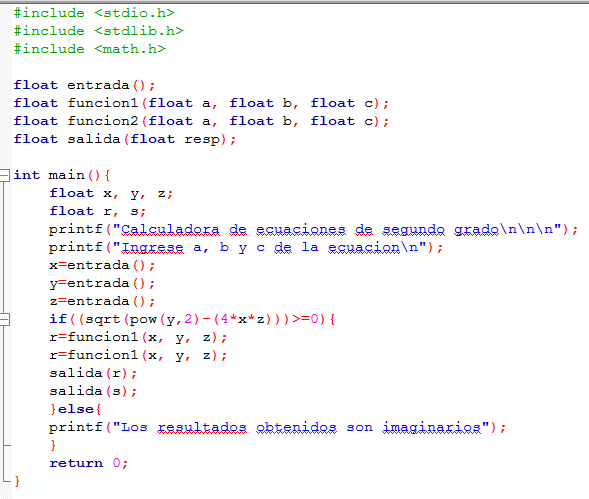 #include <stdio.h>
#include <stdlib.h>
#include <math.h>
float entrada();
float funcion1(float a, float b, float c);
float funcion2(float a, float b, float c);
float salida(float resp);
int main(){
float x, y, z;
float r, s;
printf("Calculadora de ecuaciones de segundo grado\n\n\n");
printf("Ingrese a, b y c de la ecuacion\n");
x=entrada();
y=entrada();
z=entrada();
if((sqrt(pow(y,2)-(4*x*z)))>=0){
r=funcion1(x, y, z);
r=funcion1(x, y, z);
salida(r);
salida(s);
}else{
printf("Los resultados obtenidos son imaginarios");
}
return 0;
}